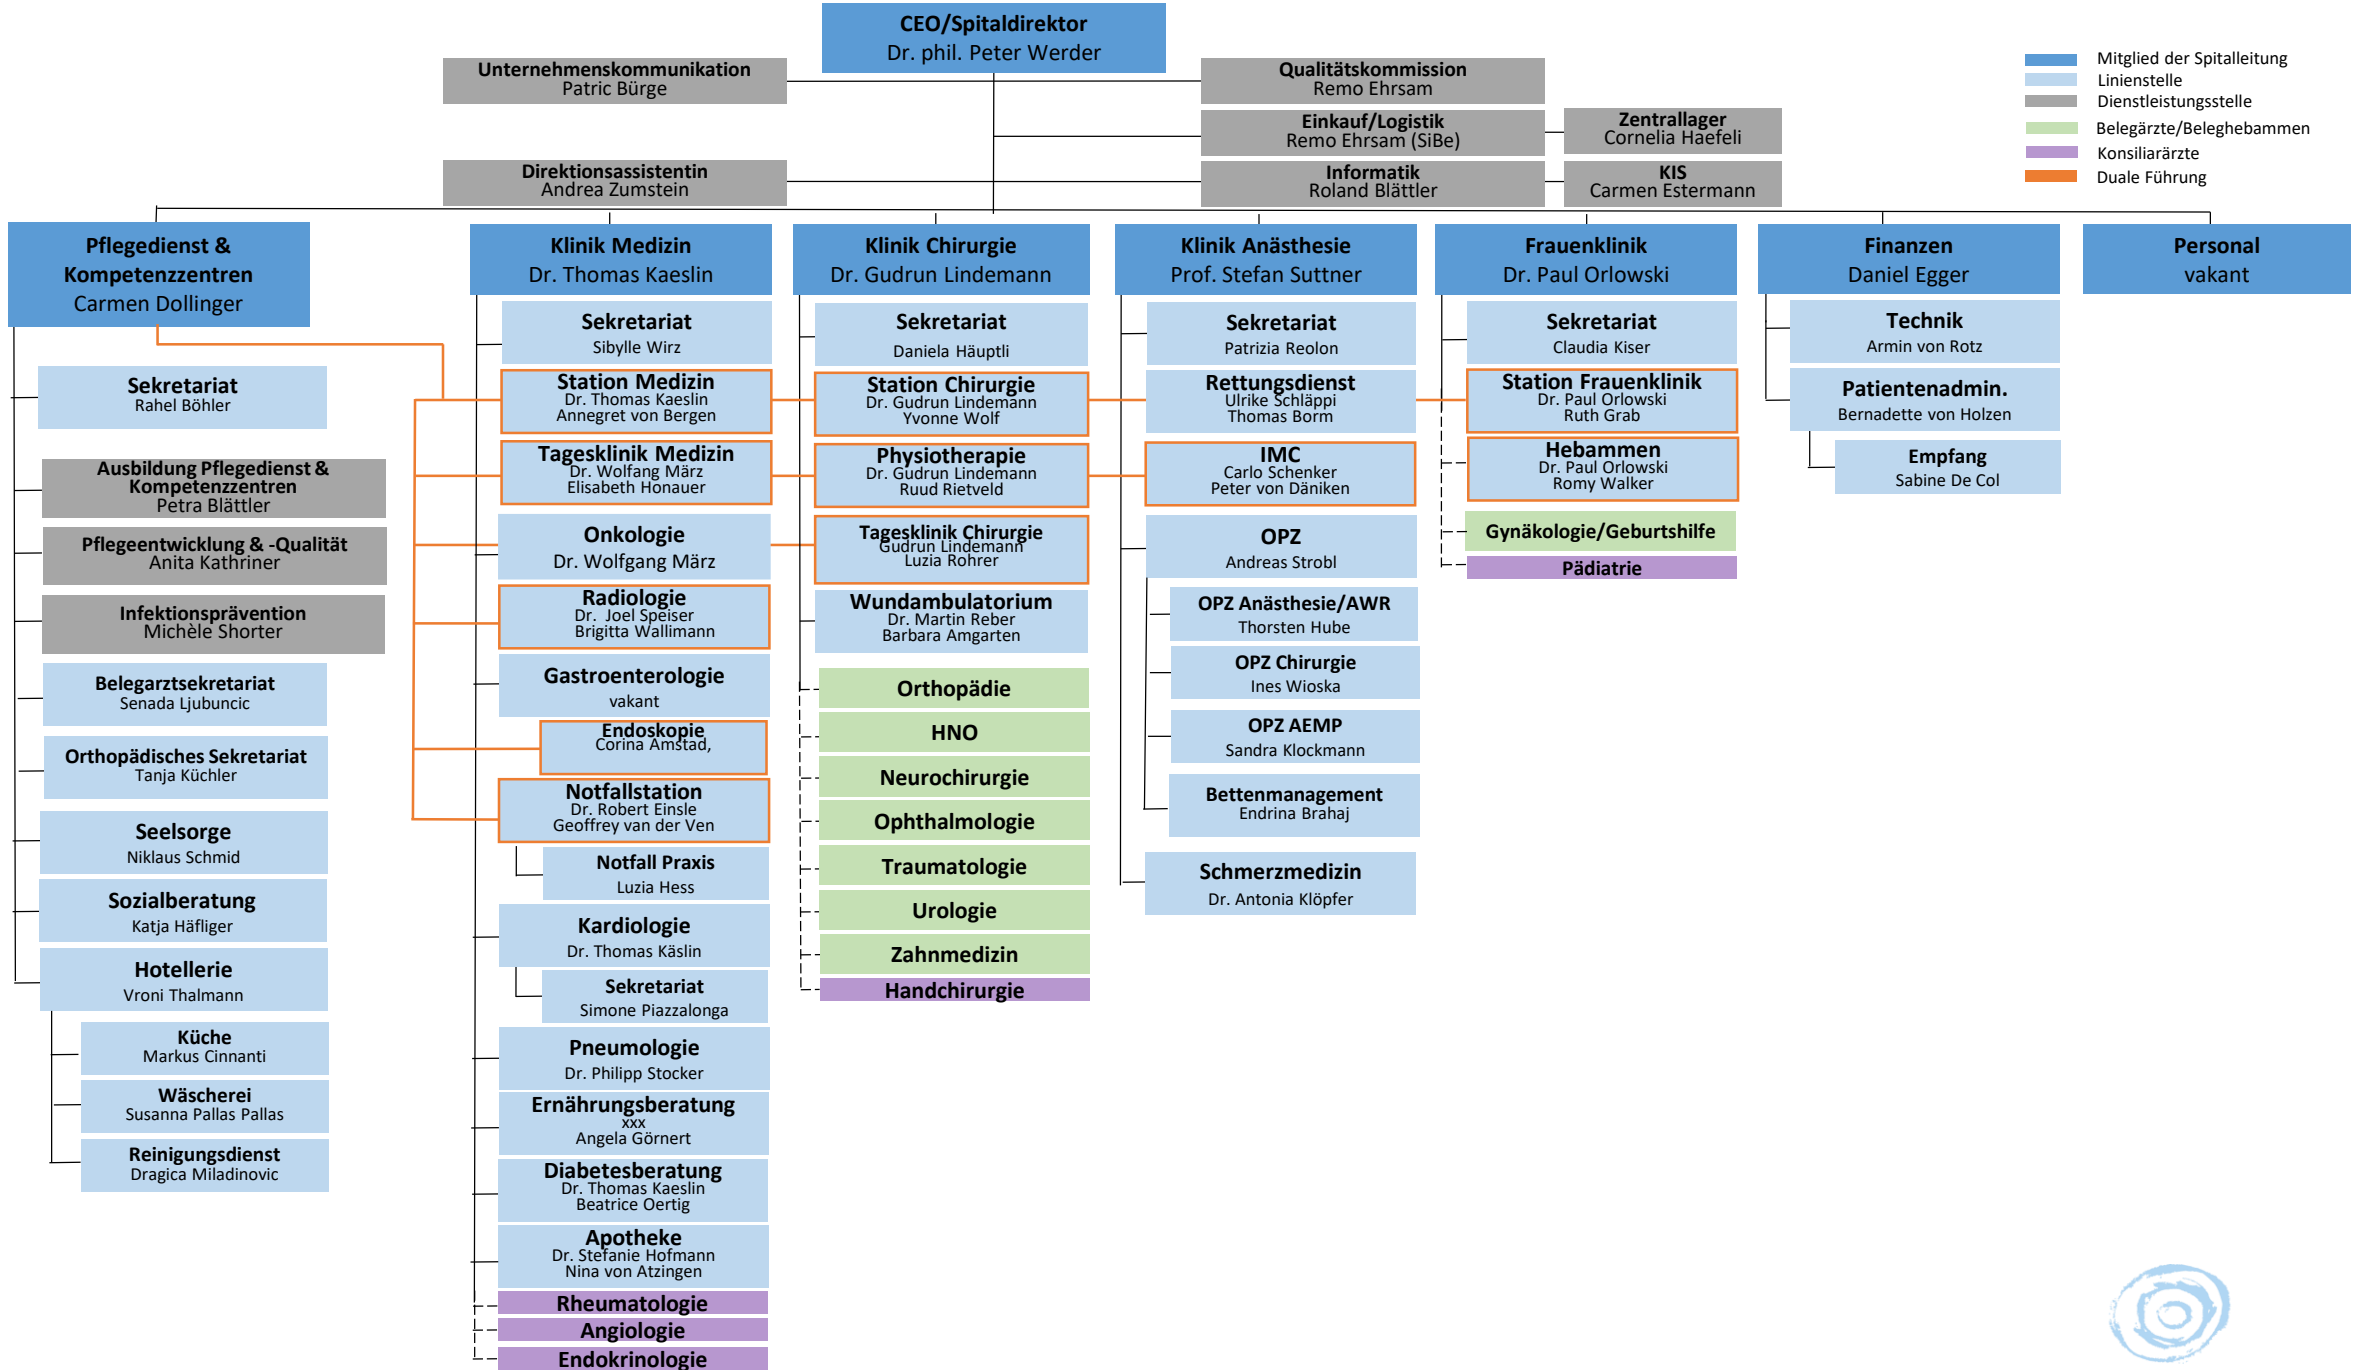 CEO/Spitaldirektor
Dr. phil. Peter Werder
Unternehmenskommunikation
Patric Bürge
Qualitätskommission
Remo Ehrsam
Einkauf/Logistik
Remo Ehrsam (SiBe)
Zentrallager
Cornelia Haefeli
Direktionsassistentin
Andrea Zumstein
Informatik
Roland Blättler
KIS
Carmen Estermann
Mitglied der Spitalleitung
Linienstelle
Dienstleistungsstelle
Belegärzte/Beleghebammen
Konsiliarärzte
Duale Führung
Pflegedienst &
Kompetenzzentren
Carmen Dollinger
Sekretariat
Rahel Böhler
Ausbildung Pflegedienst &
Kompetenzzentren
Petra Blättler
Pflegeentwicklung & -Qualität
Anita Kathriner
Infektionsprävention
Michèle Shorter
Belegarztsekretariat
Senada Ljubuncic
Orthopädisches Sekretariat
Tanja Küchler
Seelsorge
Niklaus Schmid
Sozialberatung
Katja Häfliger
Hotellerie
Vroni Thalmann
Küche
Markus Cinnanti
Wäscherei
Susanna Pallas Pallas
Reinigungsdienst
Dragica Miladinovic
Klinik Medizin
Dr. Thomas Kaeslin
Sekretariat
Sibylle Wirz
Station Medizin
Dr. Thomas Kaeslin
Annegret von Bergen
Tagesklinik Medizin
Dr. Wolfang März
Elisabeth Honauer
Onkologie
Dr. Wolfgang März
Radiologie
Dr. Joel Speiser
Brigitta Wallimann
Gastroenterologie
vakant
Endoskopie
Corina Amstad,
Notfallstation
Dr. Robert Einsle
Geoffrey van der Ven
Notfall Praxis
Luzia Hess
Kardiologie
Dr. Thomas Käslin
Sekretariat
Simone Piazzalonga
Pneumologie
Dr. Philipp Stocker
Ernährungsberatung
xxx
Angela Görnert
Diabetesberatung
Dr. Thomas Kaeslin
Beatrice Oertig
Apotheke
Dr. Stefanie Hofmann
Nina von Atzingen
Rheumatologie
Angiologie
Endokrinologie
Klinik Chirurgie
Dr. Gudrun Lindemann
Sekretariat
Daniela Häuptli
Station Chirurgie
Dr. Gudrun Lindemann
Yvonne Wolf
Physiotherapie
Dr. Gudrun Lindemann
Ruud Rietveld
Tagesklinik Chirurgie
Gudrun Lindemann
Luzia Rohrer
Wundambulatorium
Dr. Martin Reber
Barbara Amgarten
Orthopädie
HNO
Neurochirurgie
Ophthalmologie
Traumatologie
Urologie
Zahnmedizin
Handchirurgie
Klinik Anästhesie
Prof. Stefan Suttner
Sekretariat
Patrizia Reolon
Rettungsdienst
Ulrike Schläppi
Thomas Borm
IMC
Carlo Schenker
Peter von Däniken
OPZ
Andreas Strobl
OPZ Anästhesie/AWR
Thorsten Hube
OPZ Chirurgie
Ines Wioska
OPZ AEMP
Sandra Klockmann
Bettenmanagement
Endrina Brahaj
Schmerzmedizin
Dr. Antonia Klöpfer
Frauenklinik
Dr. Paul Orlowski
Sekretariat
Claudia Kiser
Station Frauenklinik
Dr. Paul Orlowski
Ruth Grab
Hebammen
Dr. Paul Orlowski
Romy Walker
Gynäkologie/Geburtshilfe
Pädiatrie
Finanzen
Daniel Egger
Technik
Armin von Rotz
Patientenadmin.
Bernadette von Holzen
Empfang
Sabine De Col
Personal
vakant